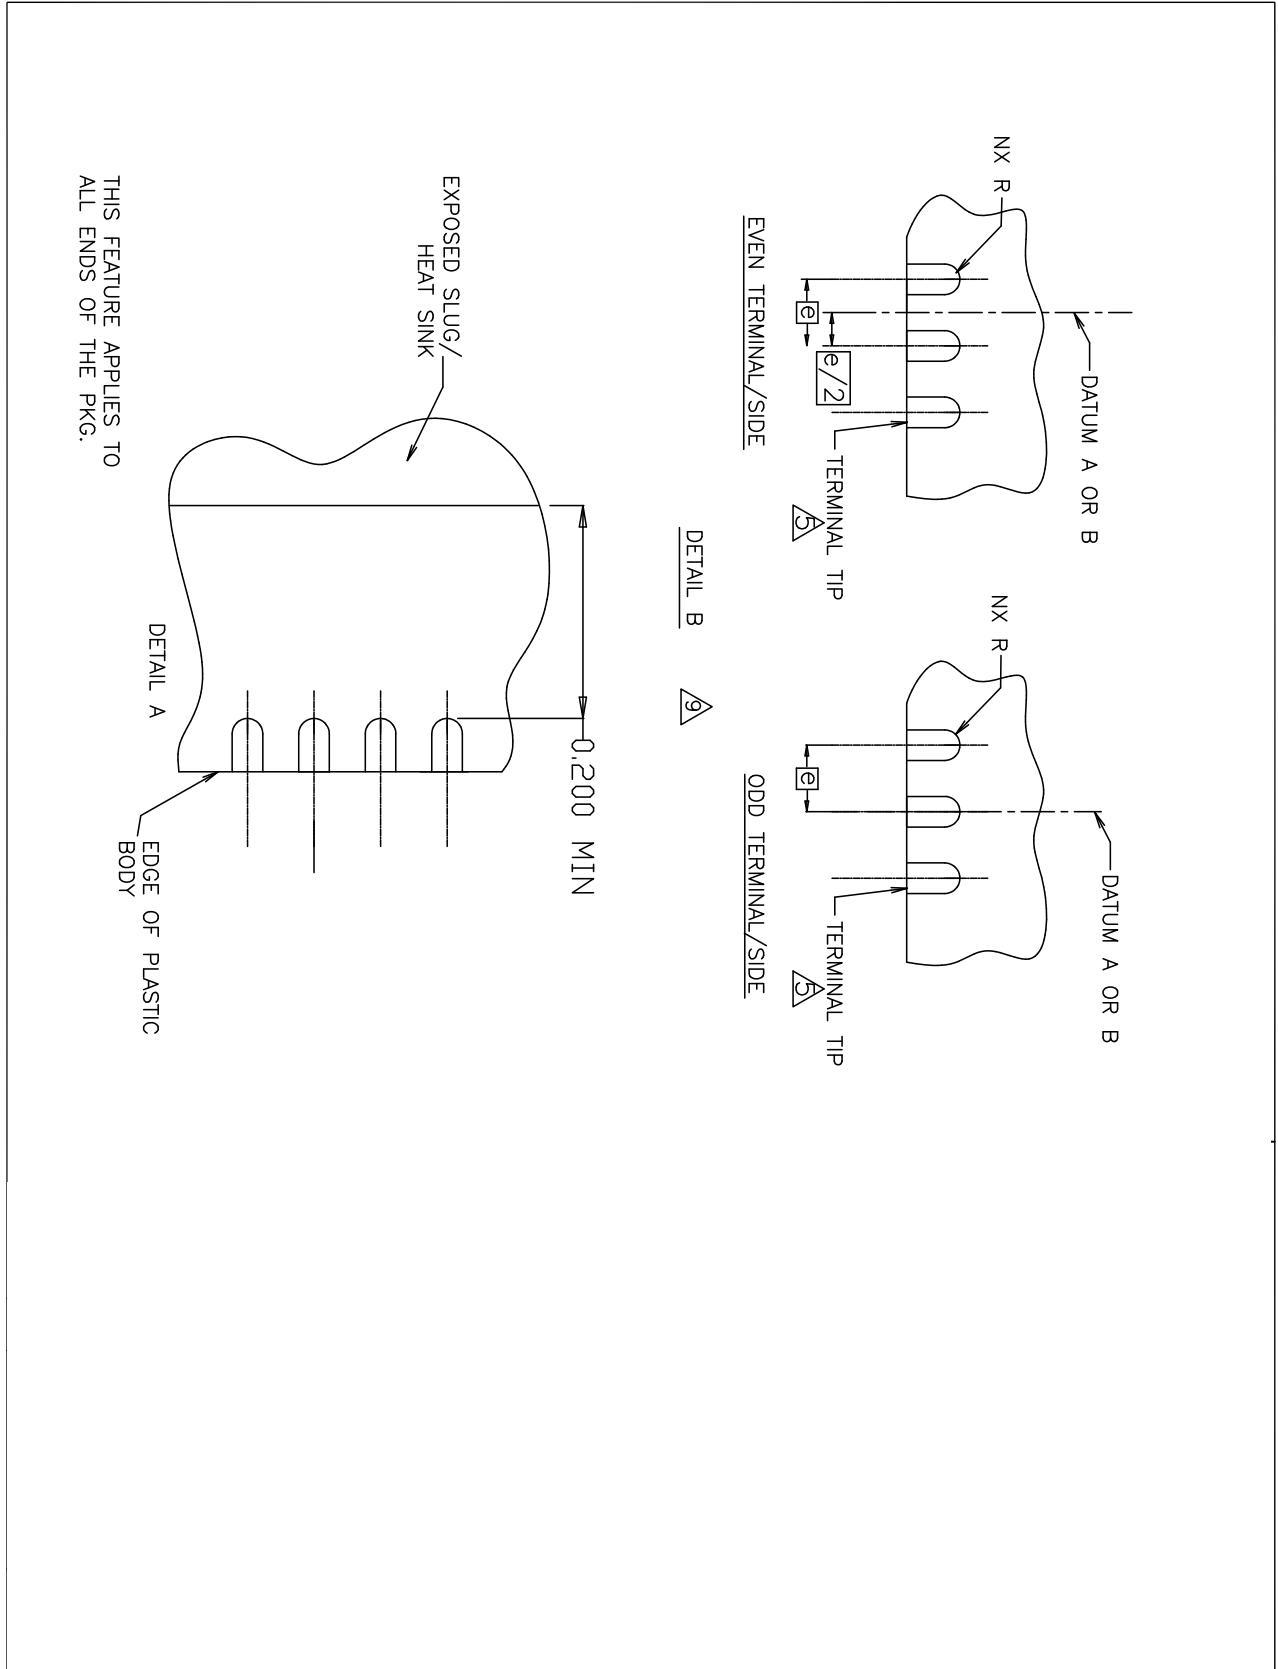 NX R
DATUM A OR B
e
e/2
TERMINAL TIP
5
EVEN TERMINAL/SIDE
NX R
DATUM A OR B
e
TERMINAL TIP
5
ODD TERMINAL/SIDE
DETAIL B
9
0.200 MIN
EXPOSED SLUG/
HEAT SINK
DETAIL A
EDGE OF PLASTIC
BODY
THIS FEATURE APPLIES TO
ALL ENDS OF THE PKG.